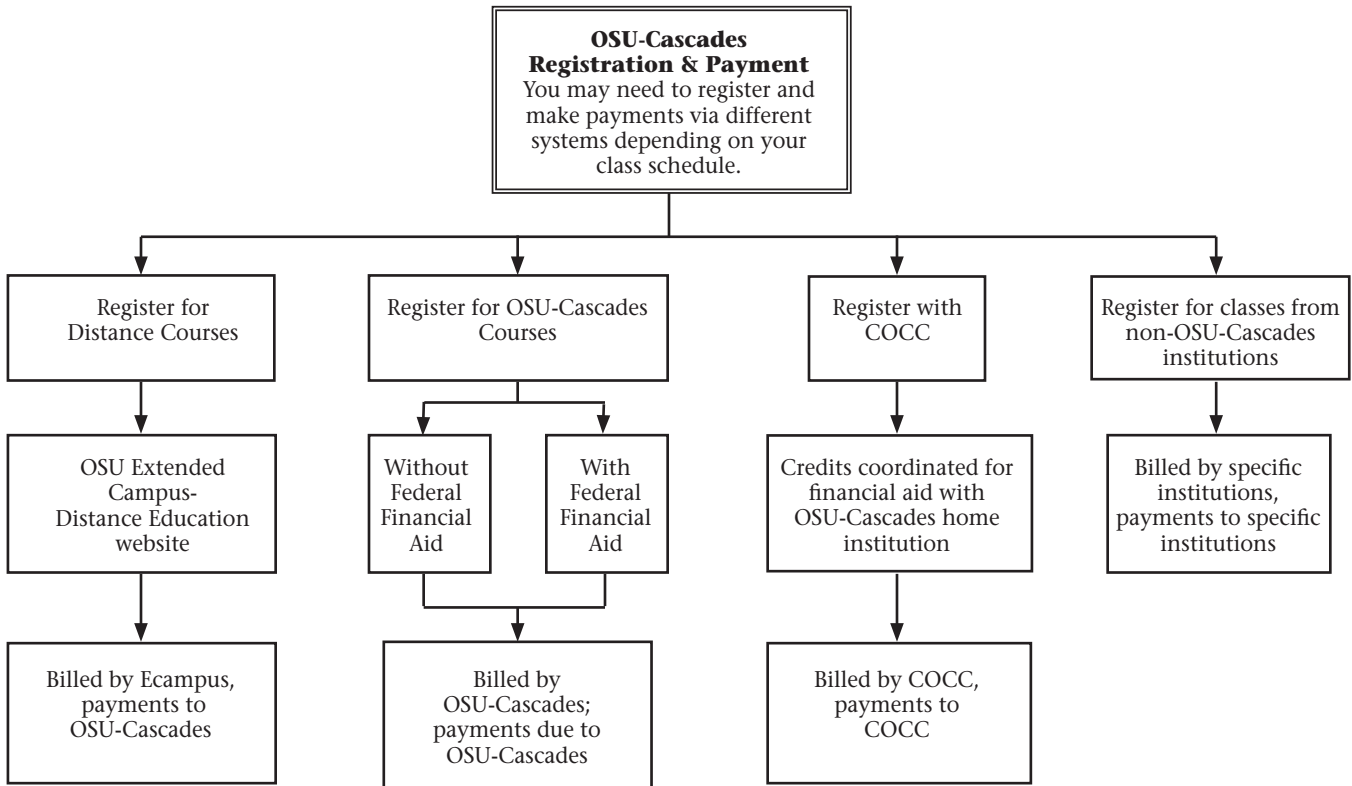 OSU-Cascades
Registration & Payment
You may need to register and
make payments via different
systems depending on your
class schedule.
Register for
Distance Courses
Register for OSU-Cascades
Courses
Register with
COCC
Register for classes from
non-OSU-Cascades
institutions
OSU Extended
Campus-
Distance Education
website
Without
Federal
Financial
Aid
With
Federal
Financial
Aid
Credits coordinated for
financial aid with
OSU-Cascades home
institution
Billed by specific
institutions,
payments to specific
institutions
Billed by Ecampus,
payments to
OSU-Cascades
Billed by
OSU-Cascades;
payments due to
OSU-Cascades
Billed by COCC,
payments to
COCC